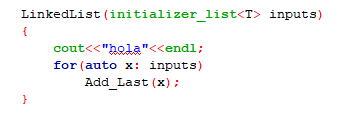 LinkedList(initializer_list<T> inputs)
{
    cout<<"hola"<<endl;
    for(auto x: inputs)
        Add_Last(x);
}